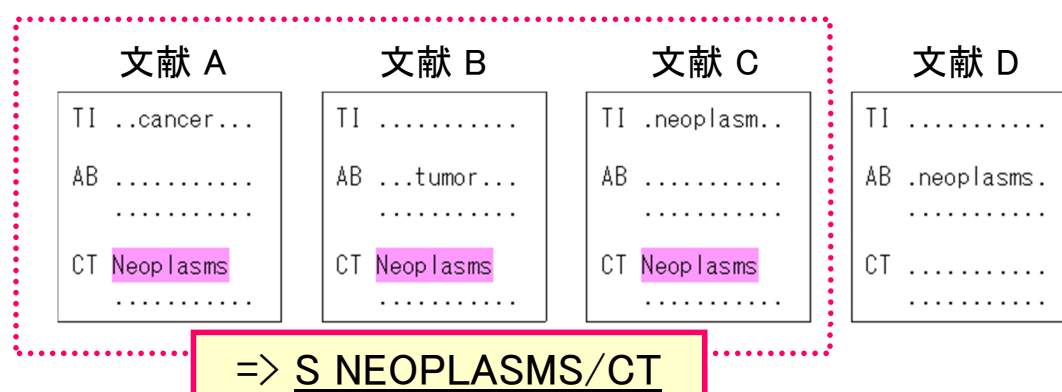 文献 A
TI ..cancer...
AB ...........
...........
CT Neoplasms
...........
文献 B
TI ...........
AB ...tumor...
...........
CT Neoplasms
...........
文献 C
TI .neoplasm..
AB ...........
...........
CT Neoplasms
...........
文献 D
TI ...........
AB .neoplasms.
...........
CT ...........
...........
=> S NEOPLASMS/CT